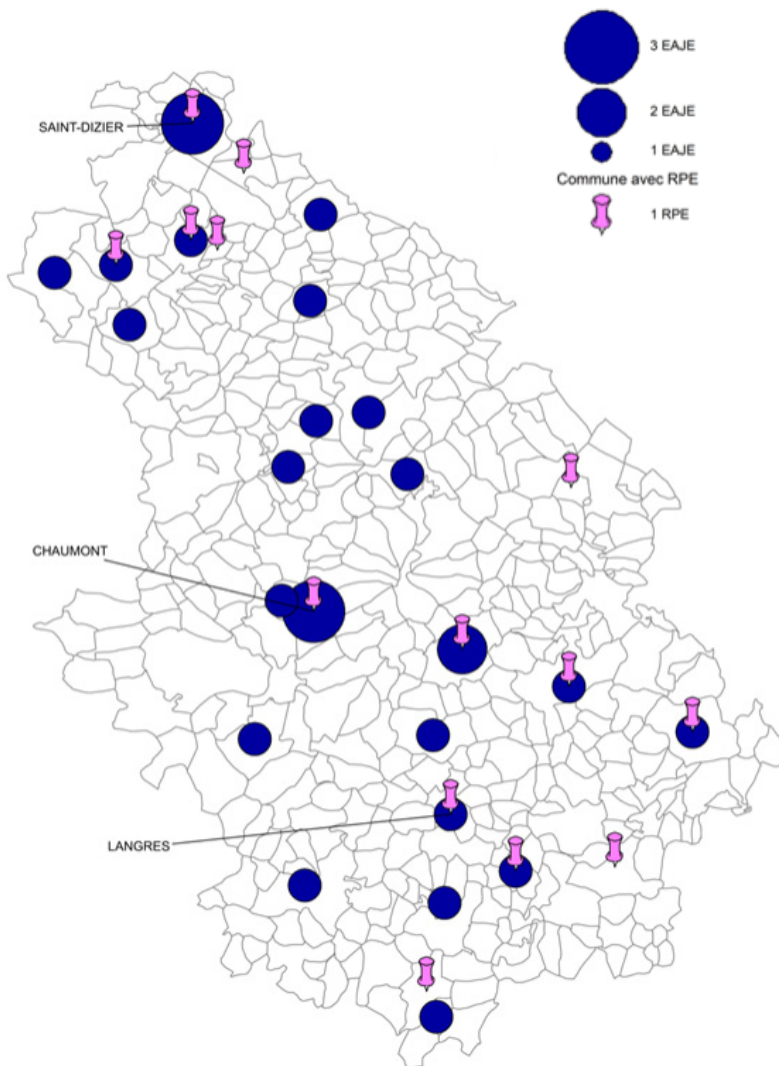 3 EAJE
2 EAJE
1 EAJE
Commune avec RPE
1 RPE
SAINT-DIZIER
CHAUMONT
LANGRES